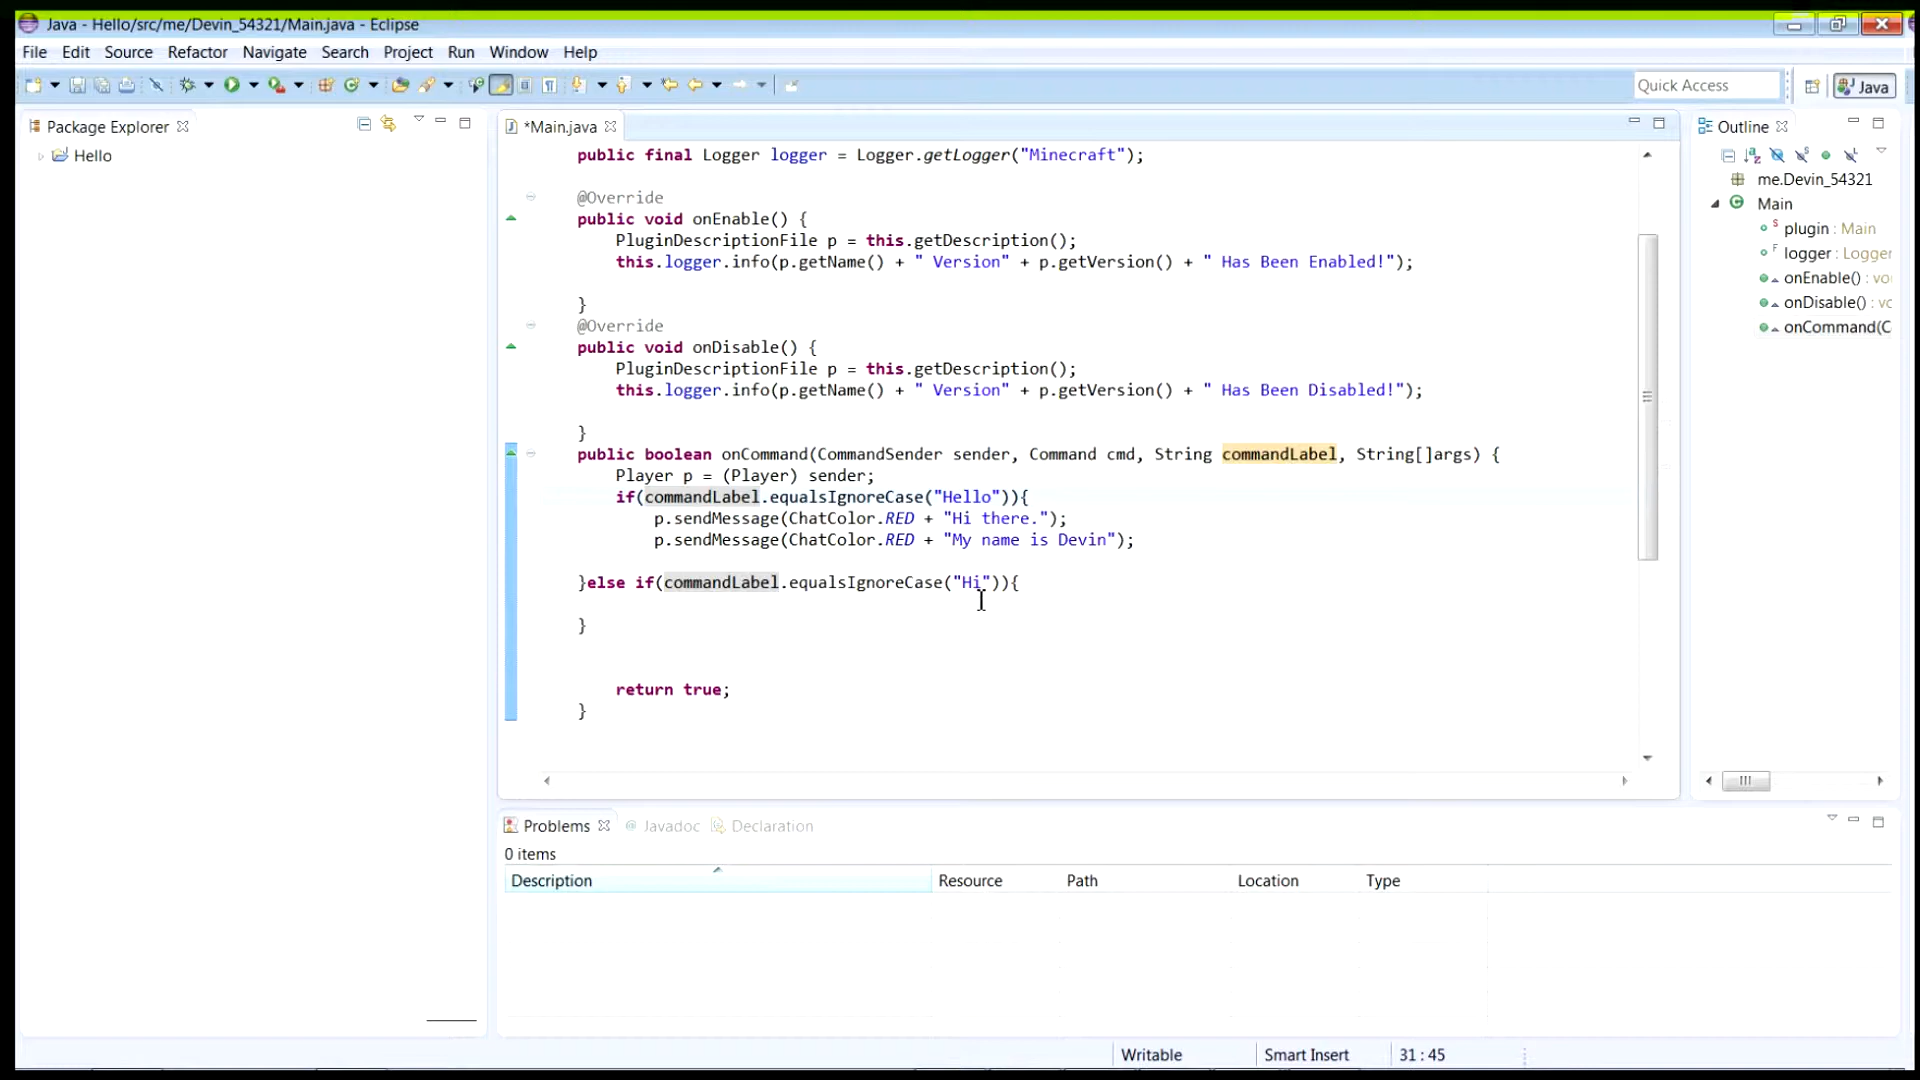 Java - Hello/src/me/Devin_54321/Main.java - Eclipse
File Edit Source Refactor Navigate Search Project Run Window Help
Quick Access
Java
Package Explorer
Hello
*Main.java
public final Logger logger = Logger.getLogger("Minecraft");
@Override
public void onEnable() {
PluginDescriptionFile p = this.getDescription();
this.logger.info(p.getName() + " Version" + p.getVersion() + " Has Been Enabled!");
}
@Override
public void onDisable() {
PluginDescriptionFile p = this.getDescription();
this.logger.info(p.getName() + " Version" + p.getVersion() + " Has Been Disabled!");
}
public boolean onCommand(CommandSender sender, Command cmd, String commandLabel, String[]args) {
Player p = (Player) sender;
if(commandLabel.equalsIgnoreCase("Hello")){
p.sendMessage(ChatColor.RED + "Hi there.");
p.sendMessage(ChatColor.RED + "My name is Devin");
}else if(commandLabel.equalsIgnoreCase("Hi")){
}
return true;
}
Outline
me.Devin_54321
Main
plugin : Main
logger : Logger
onEnable() : vo
onDisable() : vo
onCommand(C
Problems Javadoc Declaration
0 items
Description Resource Path Location Type
Writable Smart Insert 31 : 45